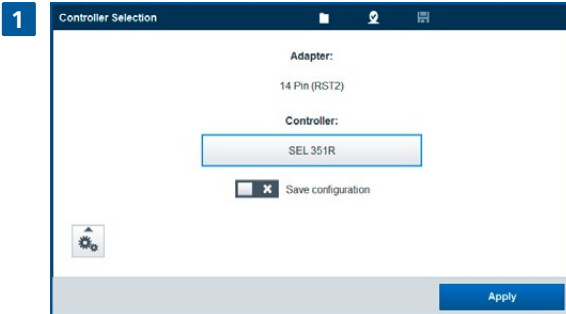 1
Controller Selection
Adapter:
14 Pin (RST2)
Controller:
SEL 351R
Save configuration
Apply